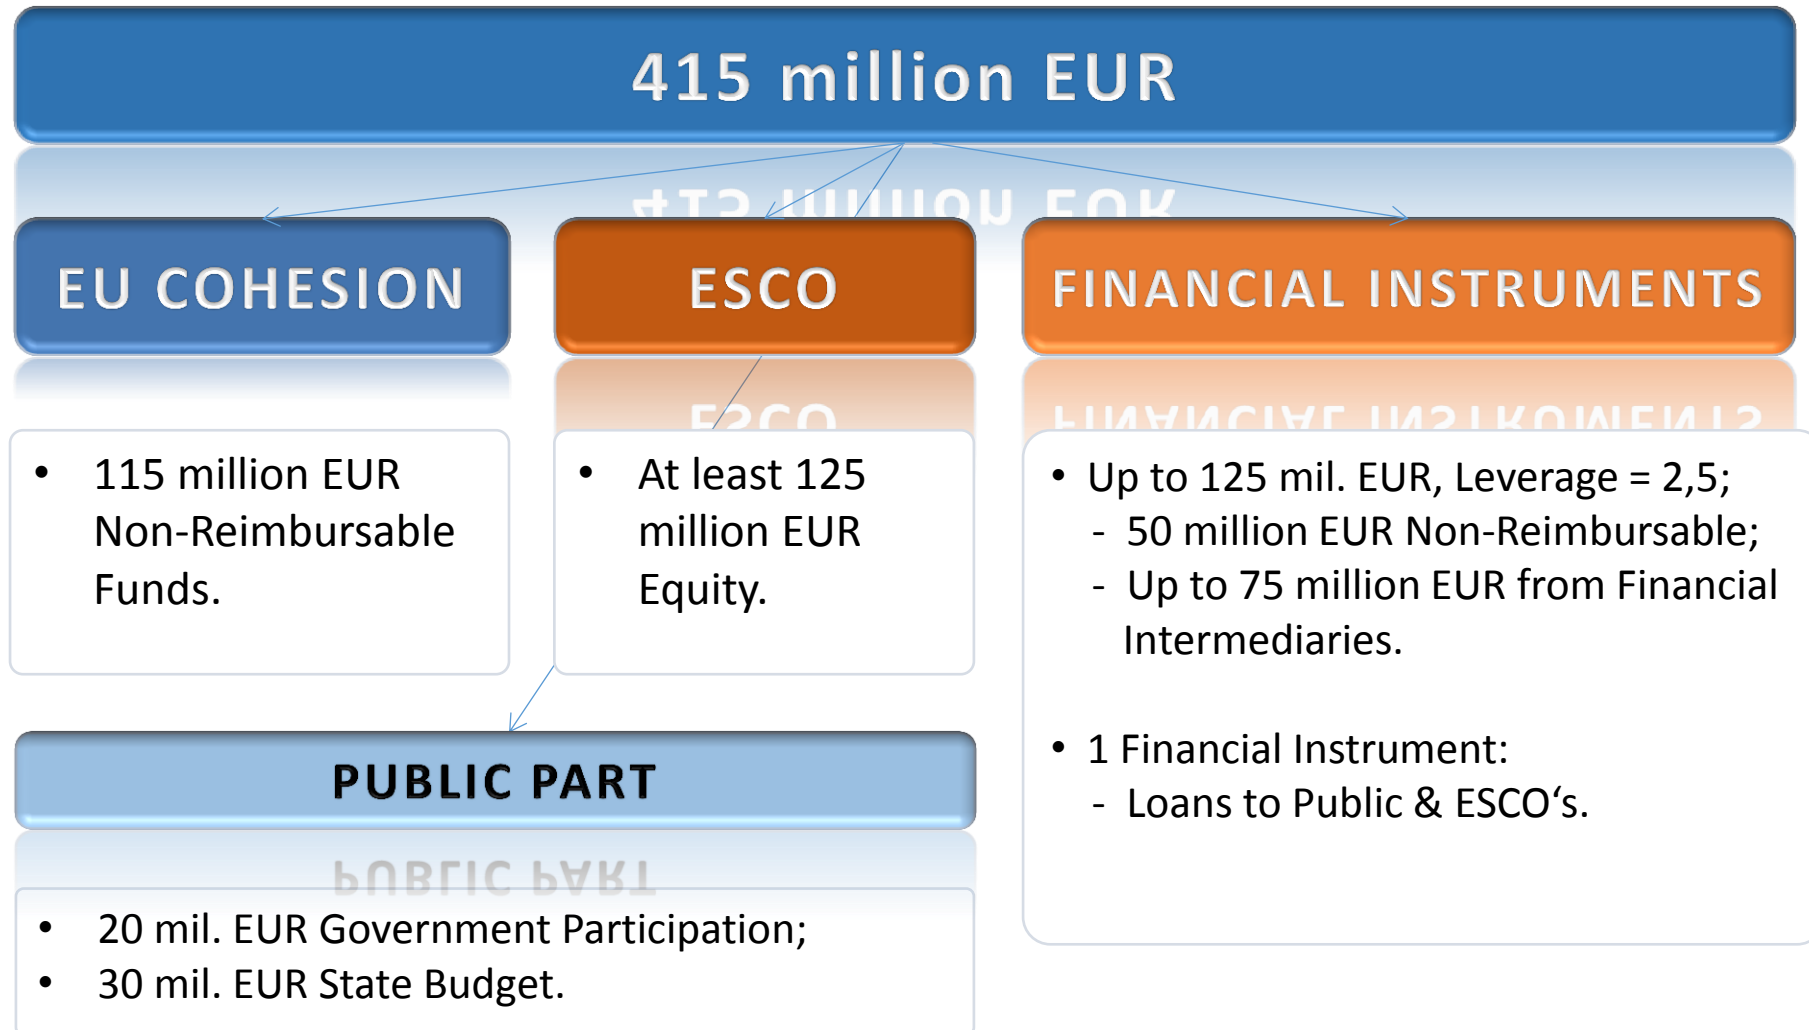 415 million EUR
EU COHESION
ESCO
FINANCIAL INSTRUMENTS
• 115 million EUR
Non-Reimbursable
Funds.
• At least 125
million EUR
Equity.
• Up to 125 mil. EUR, Leverage = 2,5;
- 50 million EUR Non-Reimbursable;
- Up to 75 million EUR from Financial
Intermediaries.
• 1 Financial Instrument:
- Loans to Public & ESCO‘s.
PUBLIC PART
• 20 mil. EUR Government Participation;
• 30 mil. EUR State Budget.